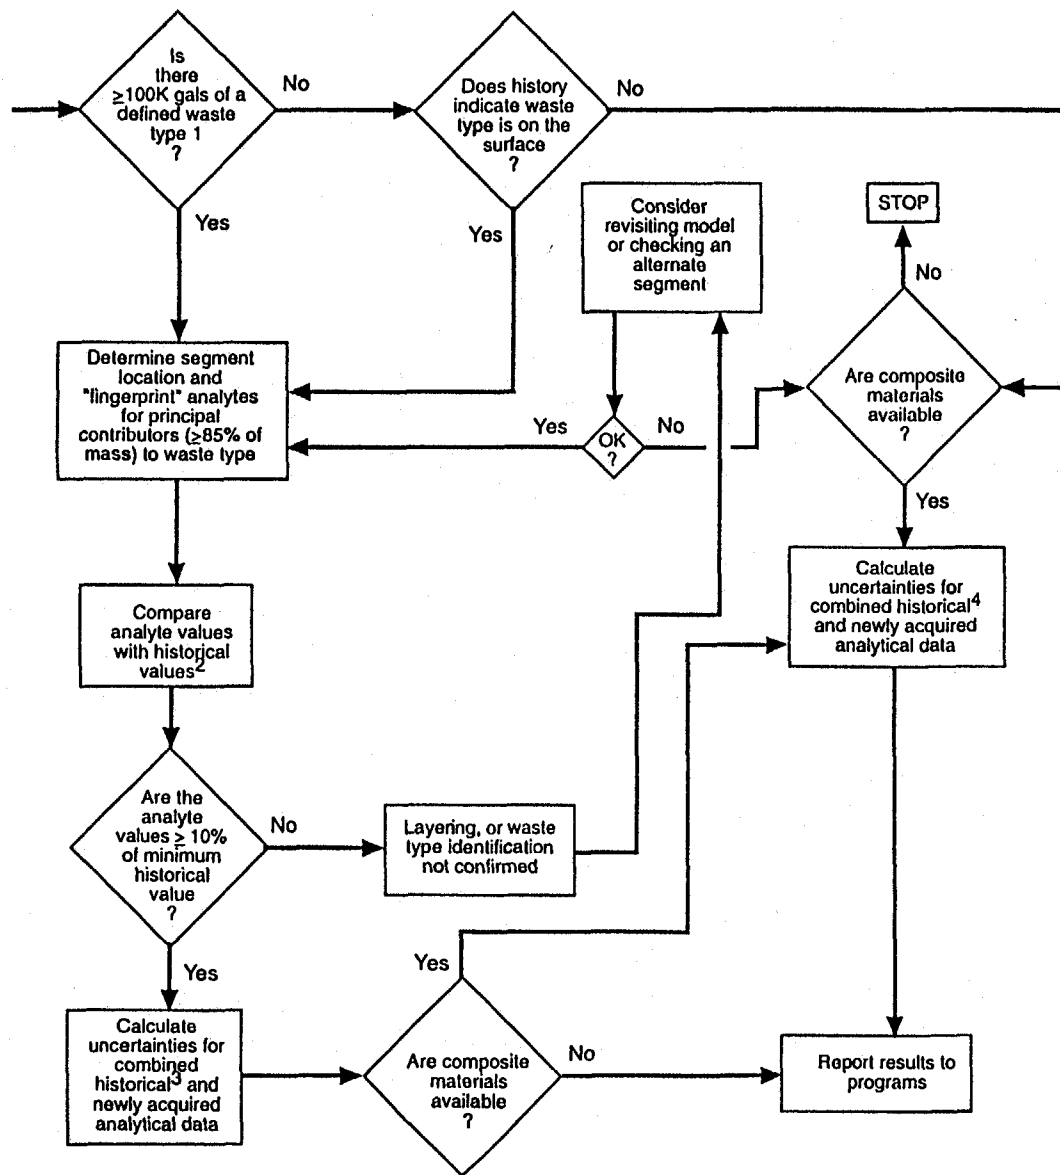 Is
there
≥100K gals of a
defined waste
type 1
?
No
Does history
indicate waste
type is on the
surface
?
No
Yes
Yes
Consider
revisiting model
or checking an
alternate
segment
STOP
No
Determine segment
location and
"fingerprint" analytes
for principal
contributors (≥85% of
mass) to waste type
Yes
OK
?
No
Are composite
materials
available
?
Yes
Compare
analyte values
with historical
values2
Calculate
uncertainties for
combined historical4
and newly acquired
analytical data
Are the
analyte
values ≥ 10%
of minimum
historical
value
?
No
Layering, or waste
type identification
not confirmed
Yes
Yes
Calculate
uncertainties for
combined
historical3 and
newly acquired
analytical data
Are composite
materials
available
?
No
Report results to
programs